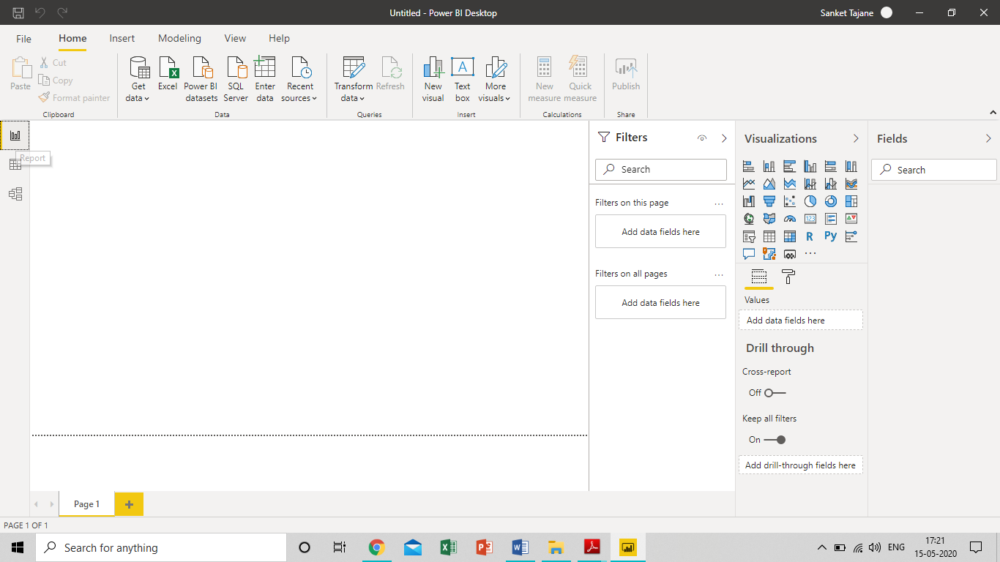 Untitled - Power BI Desktop
Sanket Tajane
File Home Insert Modeling View Help
Paste
Cut
Copy
Format painter
Clipboard
Get data
Excel
Power BI datasets
SQL Server
Enter data
Recent sources
Data
Transform data
Refresh
Queries
New visual
Text box
More visuals
Insert
New measure
Quick measure
Calculations
Publish
Share
Report
Filters
Search
Filters on this page ...
Add data fields here
Filters on all pages ...
Add data fields here
Visualizations
123
R
Py
...
Values
Add data fields here
Drill through
Cross-report
Off
Keep all filters
On
Add drill-through fields here
Fields
Search
Page 1
+
PAGE 1 OF 1
Search for anything
ENG
17:21
15-05-2020